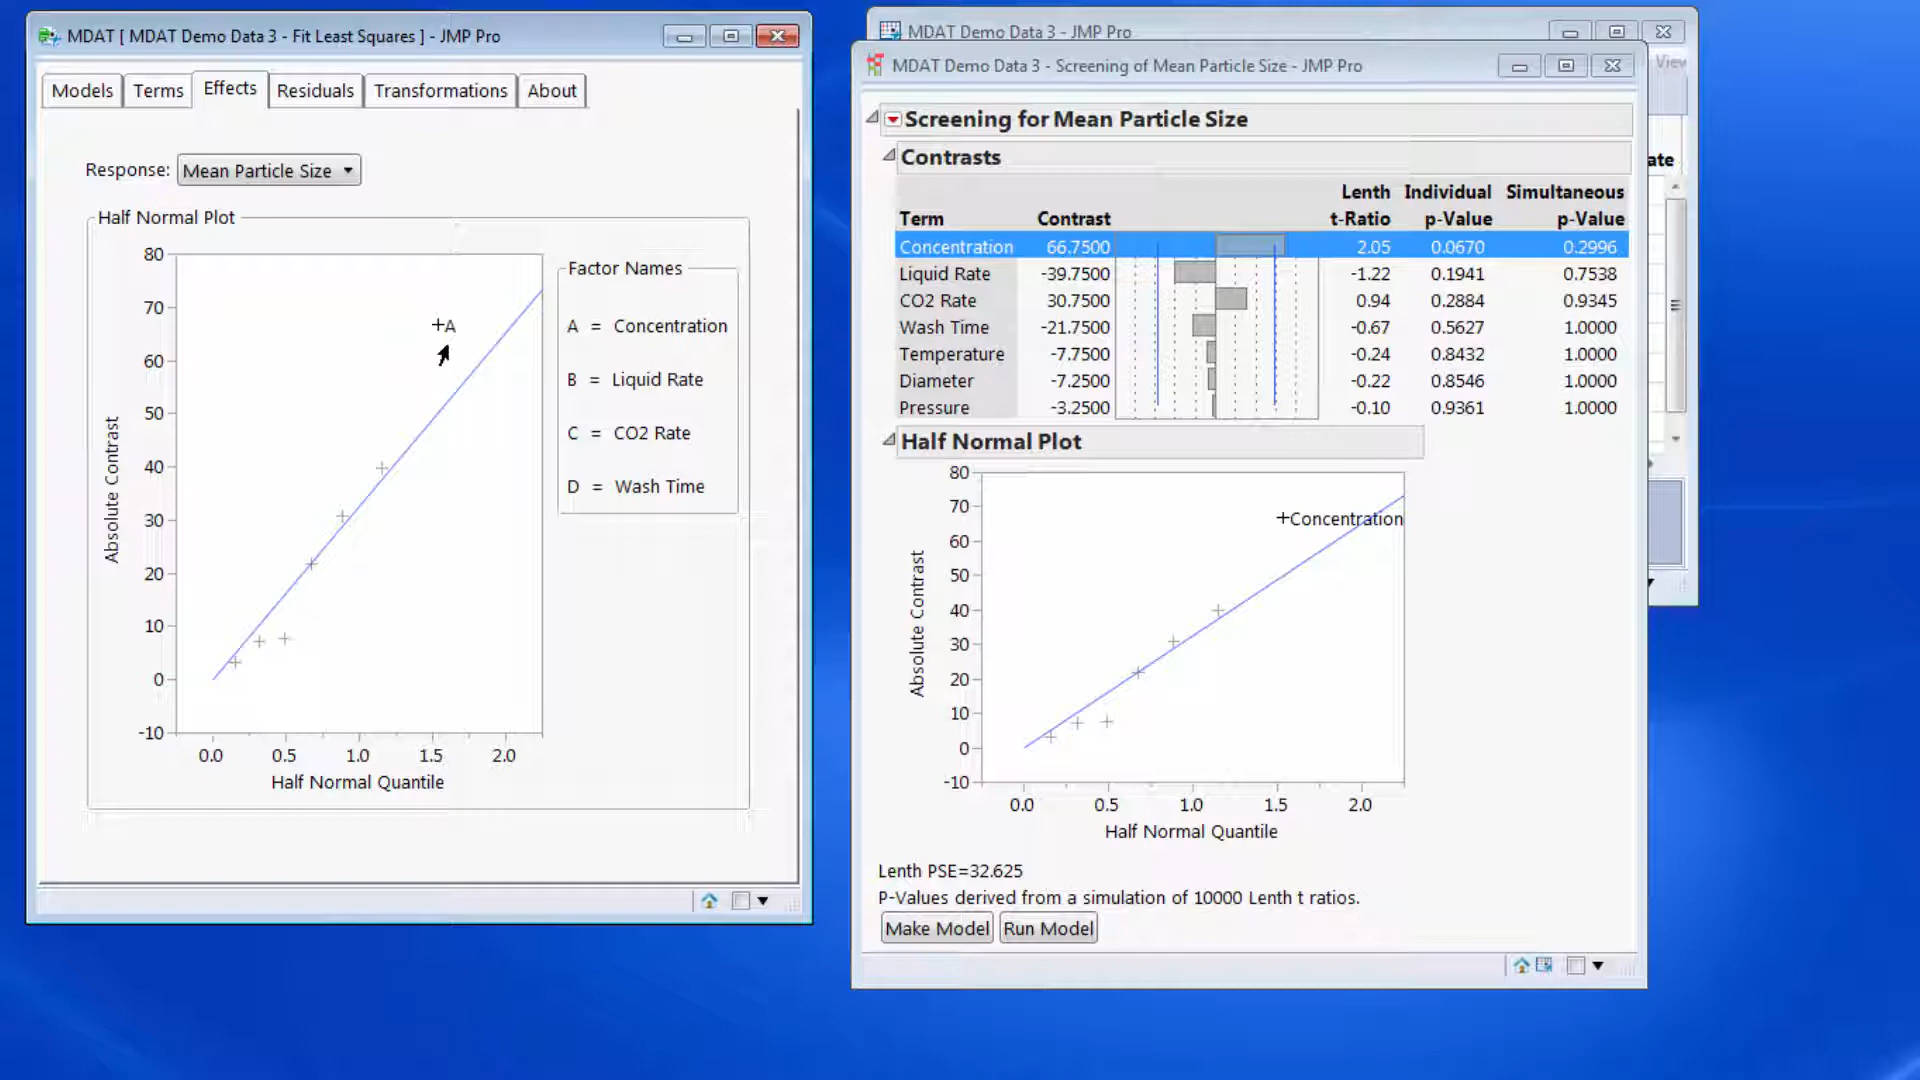 MDAT [ MDAT Demo Data 3 - Fit Least Squares ] - JMP Pro
Models Terms Effects Residuals Transformations About
Response: Mean Particle Size
Half Normal Plot
80
70
60
50
40
30
20
10
0
-10
Absolute Contrast
A
0.0 0.5 1.0 1.5 2.0
Half Normal Quantile
Factor Names
A = Concentration
B = Liquid Rate
C = CO2 Rate
D = Wash Time
MDAT Demo Data 3 - JMP Pro
View
ate
MDAT Demo Data 3 - Screening of Mean Particle Size - JMP Pro
Screening for Mean Particle Size
Contrasts
Lenth Individual Simultaneous
Term Contrast t-Ratio p-Value p-Value
Concentration 66.7500 2.05 0.0670 0.2996
Liquid Rate -39.7500 -1.22 0.1941 0.7538
CO2 Rate 30.7500 0.94 0.2884 0.9345
Wash Time -21.7500 -0.67 0.5627 1.0000
Temperature -7.7500 -0.24 0.8432 1.0000
Diameter -7.2500 -0.22 0.8546 1.0000
Pressure -3.2500 -0.10 0.9361 1.0000
Half Normal Plot
80
70
60
50
40
30
20
10
0
-10
Absolute Contrast
Concentration
0.0 0.5 1.0 1.5 2.0
Half Normal Quantile
Lenth PSE=32.625
P-Values derived from a simulation of 10000 Lenth t ratios.
Make Model Run Model